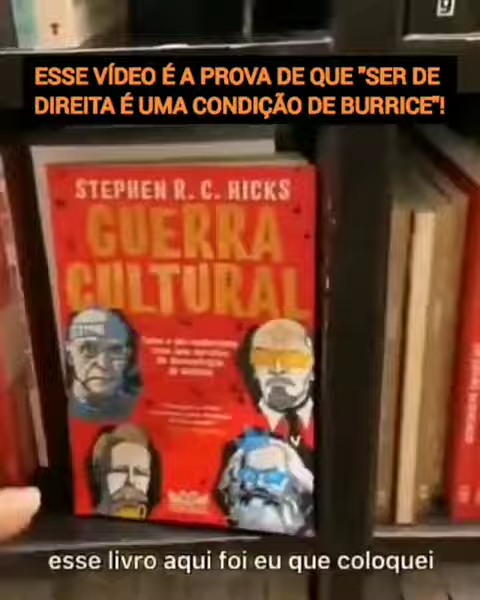 ESSE VÍDEO É A PROVA DE QUE "SER DE
DIREITA É UMA CONDIÇÃO DE BURRICE"!
STEPHEN R. C. HICKS
GUERRA
CULTURAL
esse livro aqui foi eu que coloquei